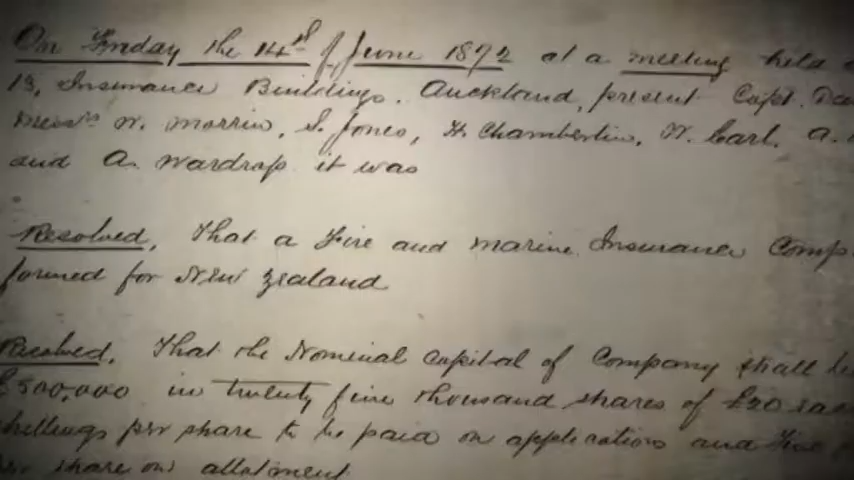 On Friday the 14th of June 1872 at a meeting held
13, Insurance Buildings. Auckland, present Capt.
Messrs W. Morrin, S. Jones, H. Chamberlin, W. Earl. A.
and A. Wardrop it was
Resolved, That a Fire and Marine Insurance Comp
formed for New Zealand
Resolved, That the Nominal Capital of Company shall be
£500,000 in twenty five thousand shares of £20
shillings per share to be paid on application and Five
per share on allotment